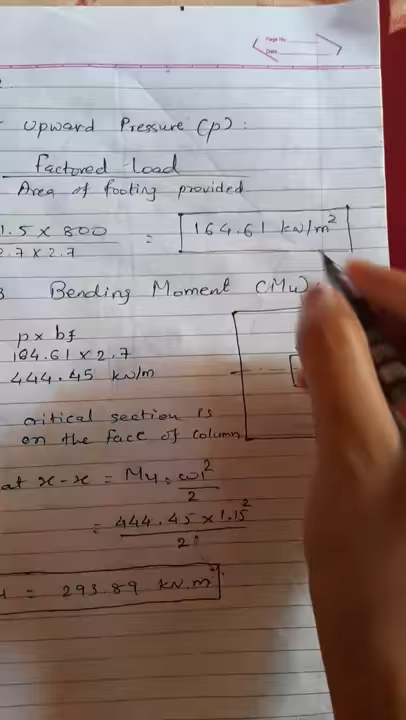 Page No.
Date
Upward Pressure (p):
Factored Load
Area of footing provided
1.5 x 800
2.7 x 2.7
= 164.61 kN/m²
Bending Moment (Mu):
p x bf
164.61 x 2.7
444.45 kN/m
critical section is
on the face of column
at x-x = Mu = wl²
2
= 444.45 x 1.15²
2
= 293.89 kN.m